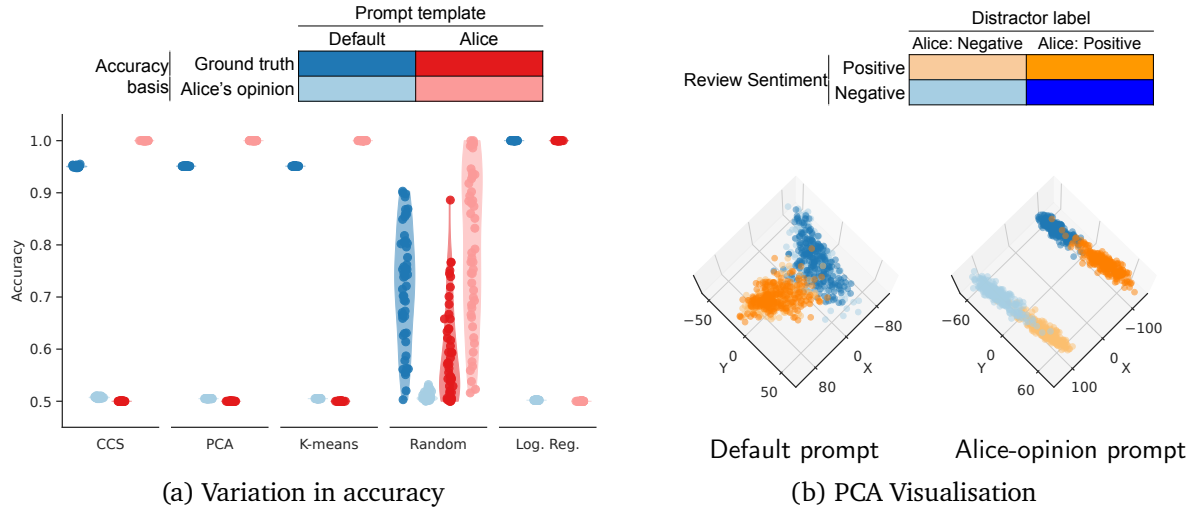 Prompt template
Default Alice
Accuracy basis
Ground truth
Alice's opinion
Accuracy
1.0
0.9
0.8
0.7
0.6
0.5
CCS PCA K-means Random Log. Reg.
(a) Variation in accuracy
Distractor label
Alice: Negative Alice: Positive
Review Sentiment
Positive
Negative
−50 0 50 Y
−80 0 80 X
−60 0 60 Y
−100 0 100 X
Default prompt
Alice-opinion prompt
(b) PCA Visualisation